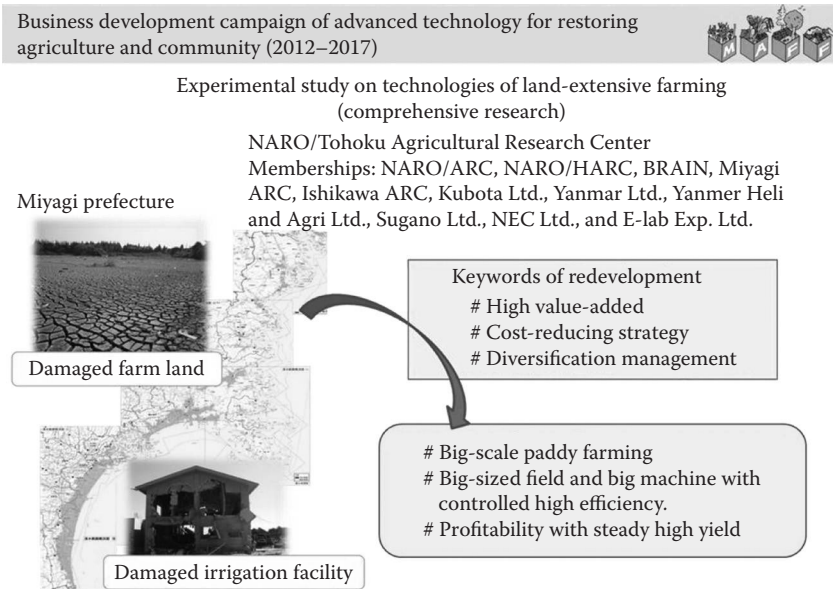 Business development campaign of advanced technology for restoring
agriculture and community (2012–2017)
MAFF
Experimental study on technologies of land-extensive farming
(comprehensive research)
NARO/Tohoku Agricultural Research Center
Memberships: NARO/ARC, NARO/HARC, BRAIN, Miyagi
ARC, Ishikawa ARC, Kubota Ltd., Yanmar Ltd., Yanmer Heli
and Agri Ltd., Sugano Ltd., NEC Ltd., and E-lab Exp. Ltd.
Miyagi prefecture
Damaged farm land
Damaged irrigation facility
Keywords of redevelopment
# High value-added
# Cost-reducing strategy
# Diversification management
# Big-scale paddy farming
# Big-sized field and big machine with
controlled high efficiency.
# Profitability with steady high yield